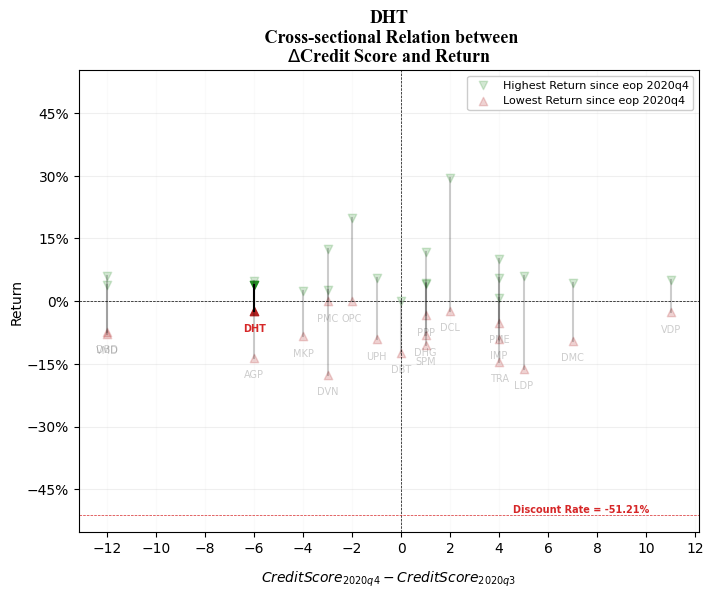 DHT
Cross-sectional Relation between
ΔCredit Score and Return
Highest Return since eop 2020q4
Lowest Return since eop 2020q4
Return
45%
30%
15%
0%
−15%
−30%
−45%
DHT
AGP
MKP
PMC
OPC
DVN
UPH
DBT
DHG
SPM
DCL
PME
IMP
TRA
LDP
DMC
VDP
VMD
Discount Rate = -51.21%
−12
−10
−8
−6
−4
−2
0
2
4
6
8
10
12
CreditScore2020q4 − CreditScore2020q3